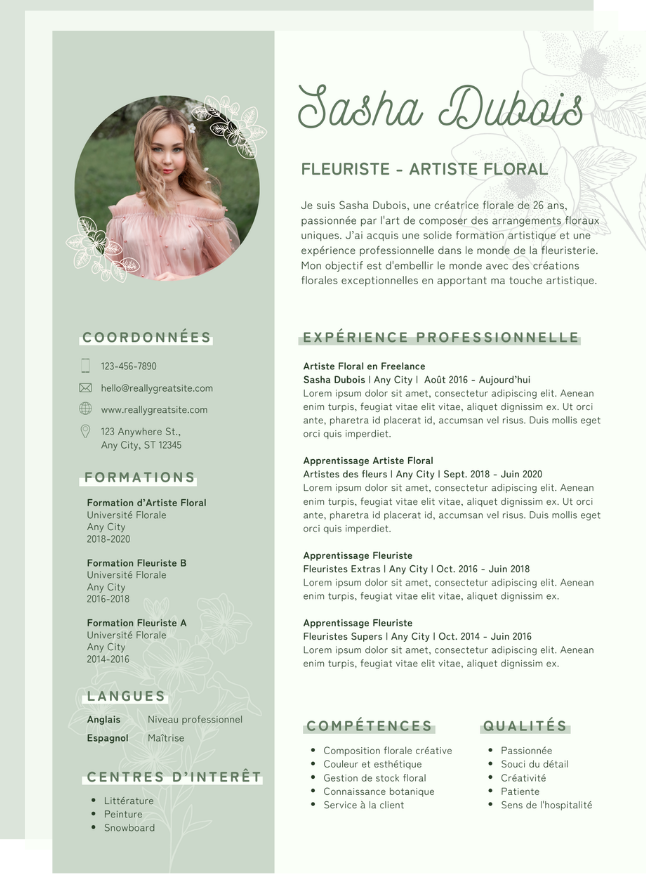 Sasha Dubois
FLEURISTE - ARTISTE FLORAL
Je suis Sasha Dubois, une créatrice florale de 26 ans,
passionnée par l'art de composer des arrangements floraux
uniques. J'ai acquis une solide formation artistique et une
expérience professionnelle dans le monde de la fleuristerie.
Mon objectif est d'embellir le monde avec des créations
florales exceptionnelles en apportant ma touche artistique.
COORDONNÉES
123-456-7890
hello@reallygreatsite.com
www.reallygreatsite.com
123 Anywhere St.,
Any City, ST 12345
FORMATIONS
Formation d'Artiste Floral
Université Florale
Any City
2018-2020
Formation Fleuriste B
Université Florale
Any City
2016-2018
Formation Fleuriste A
Université Florale
Any City
2014-2016
LANGUES
Anglais Niveau professionnel
Espagnol Maîtrise
CENTRES D'INTERÊT
• Littérature
• Peinture
• Snowboard
EXPÉRIENCE PROFESSIONNELLE
Artiste Floral en Freelance
Sasha Dubois | Any City | Août 2016 - Aujourd'hui
Lorem ipsum dolor sit amet, consectetur adipiscing elit. Aenean
enim turpis, feugiat vitae elit vitae, aliquet dignissim ex. Ut orci
ante, pharetra id placerat id, accumsan vel risus. Duis mollis eget
orci quis imperdiet.
Apprentissage Artiste Floral
Artistes des fleurs | Any City | Sept. 2018 - Juin 2020
Lorem ipsum dolor sit amet, consectetur adipiscing elit. Aenean
enim turpis, feugiat vitae elit vitae, aliquet dignissim ex. Ut orci
ante, pharetra id placerat id, accumsan vel risus. Duis mollis eget
orci quis imperdiet.
Apprentissage Fleuriste
Fleuristes Extras | Any City | Oct. 2016 - Juin 2018
Lorem ipsum dolor sit amet, consectetur adipiscing elit. Aenean
enim turpis, feugiat vitae elit vitae, aliquet dignissim ex.
Apprentissage Fleuriste
Fleuristes Supers | Any City | Oct. 2014 - Juin 2016
Lorem ipsum dolor sit amet, consectetur adipiscing elit. Aenean
enim turpis, feugiat vitae elit vitae, aliquet dignissim ex.
COMPÉTENCES
• Composition florale créative
• Couleur et esthétique
• Gestion de stock floral
• Connaissance botanique
• Service à la client
QUALITÉS
• Passionnée
• Souci du détail
• Créativité
• Patiente
• Sens de l'hospitalité